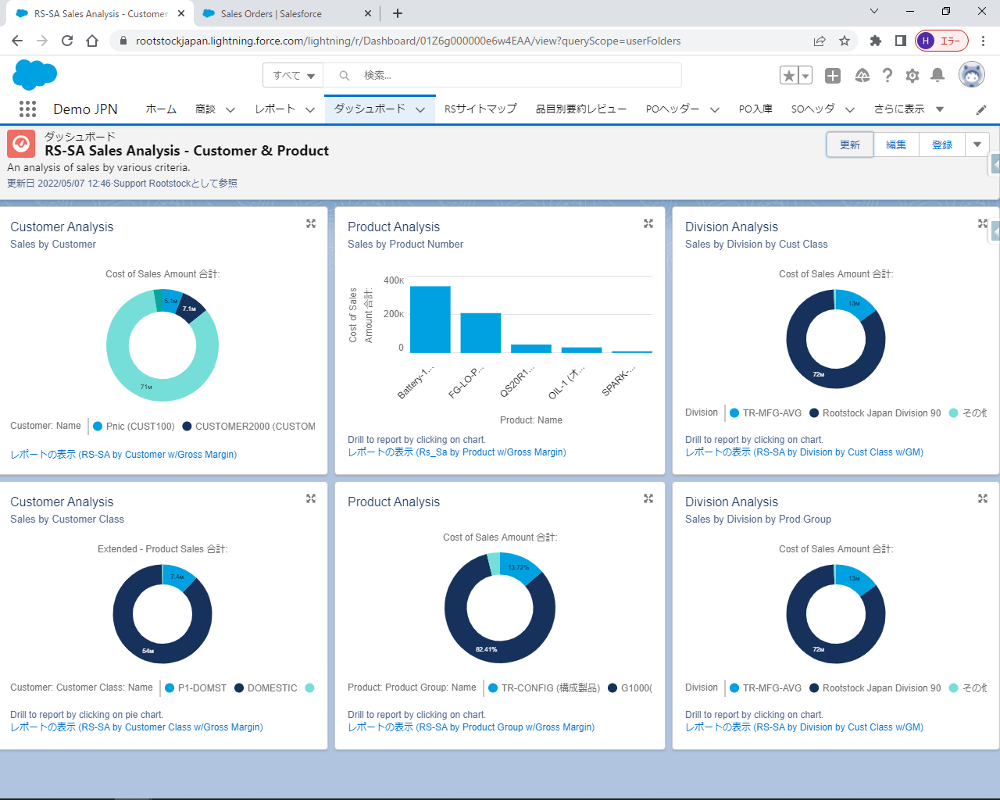 RS-SA Sales Analysis - Customer
Sales Orders | Salesforce
rootstockjapan.lightning.force.com/lightning/r/Dashboard/01Z6g000000e6w4EAA/view?queryScope=userFolders
H エラー
すべて 検索...
Demo JPN ホーム 商談 レポート ダッシュボード RSサイトマップ 品目別要約レビュー POヘッダー PO入庫 SOヘッダ さらに表示
ダッシュボード
RS-SA Sales Analysis - Customer & Product
更新 編集 登録
An analysis of sales by various criteria.
更新日 2022/05/07 12:46·Support Rootstockとして参照
Customer Analysis
Sales by Customer
Cost of Sales Amount 合計:
5.1M
7.1M
71M
Customer: Name Pnic (CUST100) CUSTOMER2000 (CUSTOM
レポートの表示 (RS-SA by Customer w/Gross Margin)
Product Analysis
Sales by Product Number
Cost of Sales
Amount 合計:
400K
200K
0
Battery-1...
FG-LO-P...
QS20R1...
OIL-1 (オ...
SPARK-...
Product: Name
Drill to report by clicking on chart.
レポートの表示 (Rs_Sa by Product w/Gross Margin)
Division Analysis
Sales by Division by Cust Class
Cost of Sales Amount 合計:
13M
72M
Division TR-MFG-AVG Rootstock Japan Division 90 その他
Drill to report by clicking on chart.
レポートの表示 (RS-SA by Division by Cust Class w/GM)
Customer Analysis
Sales by Customer Class
Extended - Product Sales 合計:
7.4M
54M
Customer: Customer Class: Name P1-DOMST DOMESTIC
Drill to report by clicking on pie chart.
レポートの表示 (RS-SA by Customer Class w/Gross Margin)
Product Analysis
Cost of Sales Amount 合計:
13.72%
82.41%
Product: Product Group: Name TR-CONFIG (構成製品) G1000(
Drill to report by clicking on chart.
レポートの表示 (RS-SA by Product Group w/Gross Margin)
Division Analysis
Sales by Division by Prod Group
Cost of Sales Amount 合計:
13M
72M
Division TR-MFG-AVG Rootstock Japan Division 90 その他
Drill to report by clicking on chart.
レポートの表示 (RS-SA by Division by Cust Class w/GM)